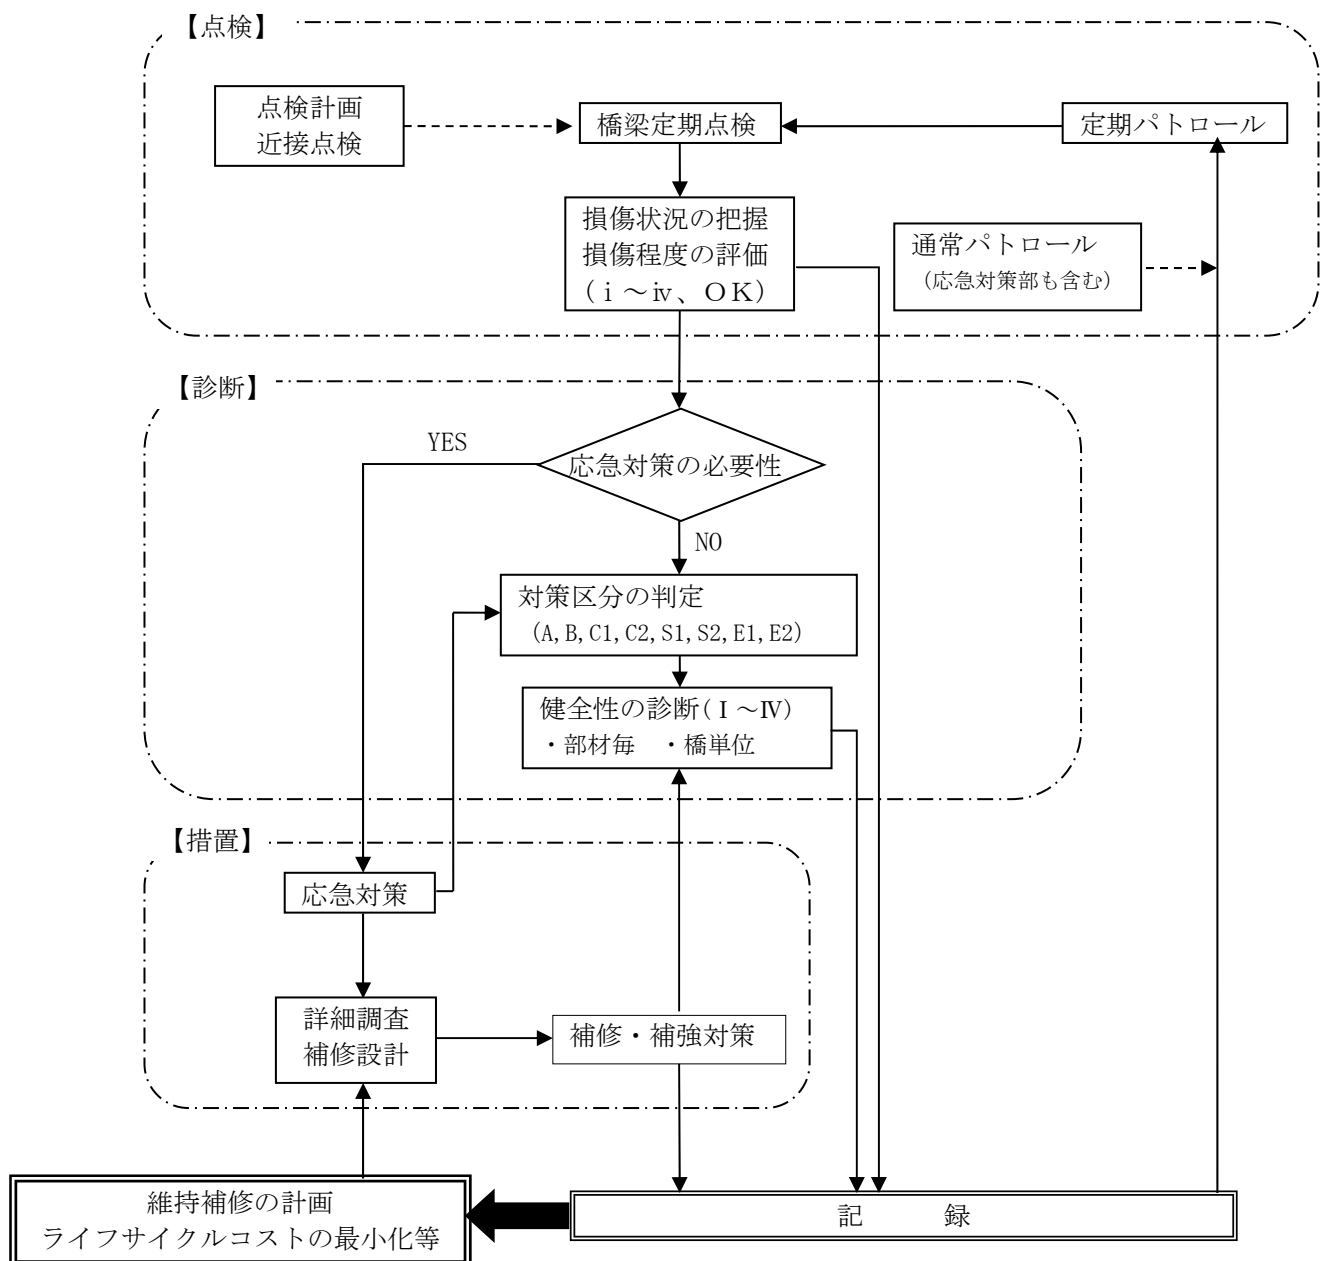 【点検】
点検計画
近接点検
橋梁定期点検
定期パトロール
損傷状況の把握
損傷程度の評価
(ⅰ～ⅳ、ＯＫ)
通常パトロール
(応急対策部も含む)
【診断】
YES
応急対策の必要性
NO
対策区分の判定
(A,B,C1,C2,S1,S2,E1,E2)
健全性の診断(Ⅰ～Ⅳ)
・部材毎　・橋単位
【措置】
応急対策
詳細調査
補修設計
補修・補強対策
維持補修の計画
ライフサイクルコストの最小化等
記　　　録